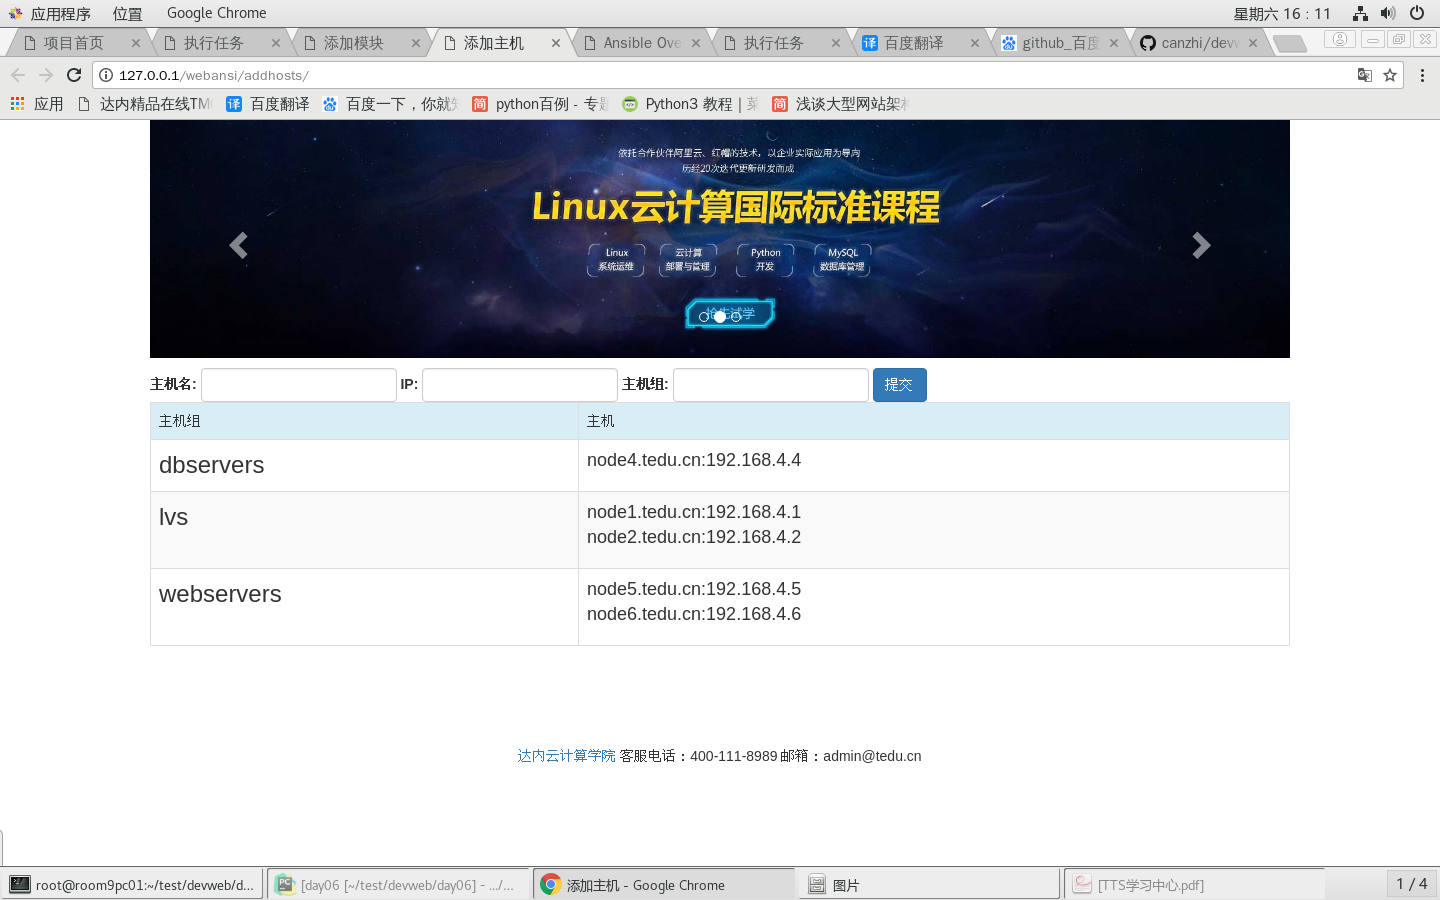 应用程序 位置 Google Chrome 星期六 16 : 11
项目首页 执行任务 添加模块 添加主机 Ansible Ove 执行任务 百度翻译 github_百度 canzhi/devw
127.0.0.1/webansi/addhosts/
应用 达内精品在线TM 百度翻译 百度一下，你就知 python百例 - 专题 Python3 教程 | 菜 浅谈大型网站架构
依托合作伙伴阿里云、红帽的技术，以企业实际应用为导向
历经20次迭代更新研发而成
Linux云计算国际标准课程
Linux 云计算 Python MySQL
系统运维 部署与管理 开发 数据库管理
抢先试学
主机名: IP: 主机组: 提交
主机组 主机
dbservers node4.tedu.cn:192.168.4.4
lvs node1.tedu.cn:192.168.4.1
node2.tedu.cn:192.168.4.2
webservers node5.tedu.cn:192.168.4.5
node6.tedu.cn:192.168.4.6
达内云计算学院 客服电话：400-111-8989 邮箱：admin@tedu.cn
root@room9pc01:~/test/devweb/d... [day06 [~/test/devweb/day06] - .../... 添加主机 - Google Chrome 图片 [TTS学习中心.pdf] 1 / 4